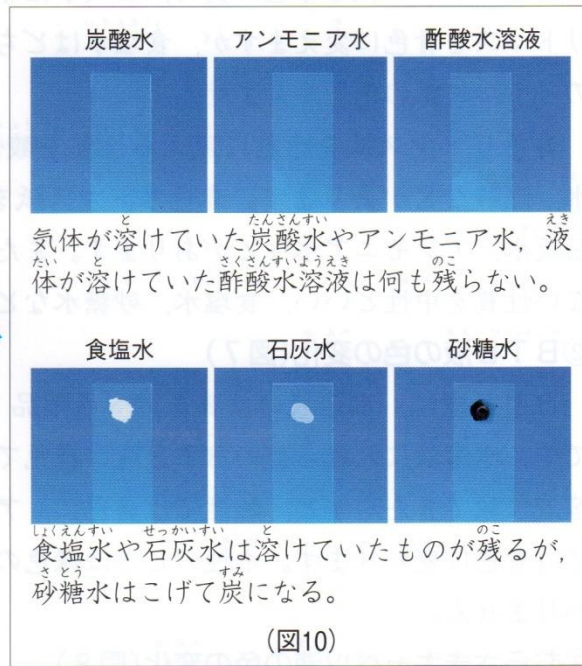 炭酸水 アンモニア水 酢酸水溶液
気体が溶けていた炭酸水やアンモニア水，液
体が溶けていた酢酸水溶液は何も残らない。
食塩水 石灰水 砂糖水
食塩水や石灰水は溶けていたものが残るが，
砂糖水はこげて炭になる。
(図10)